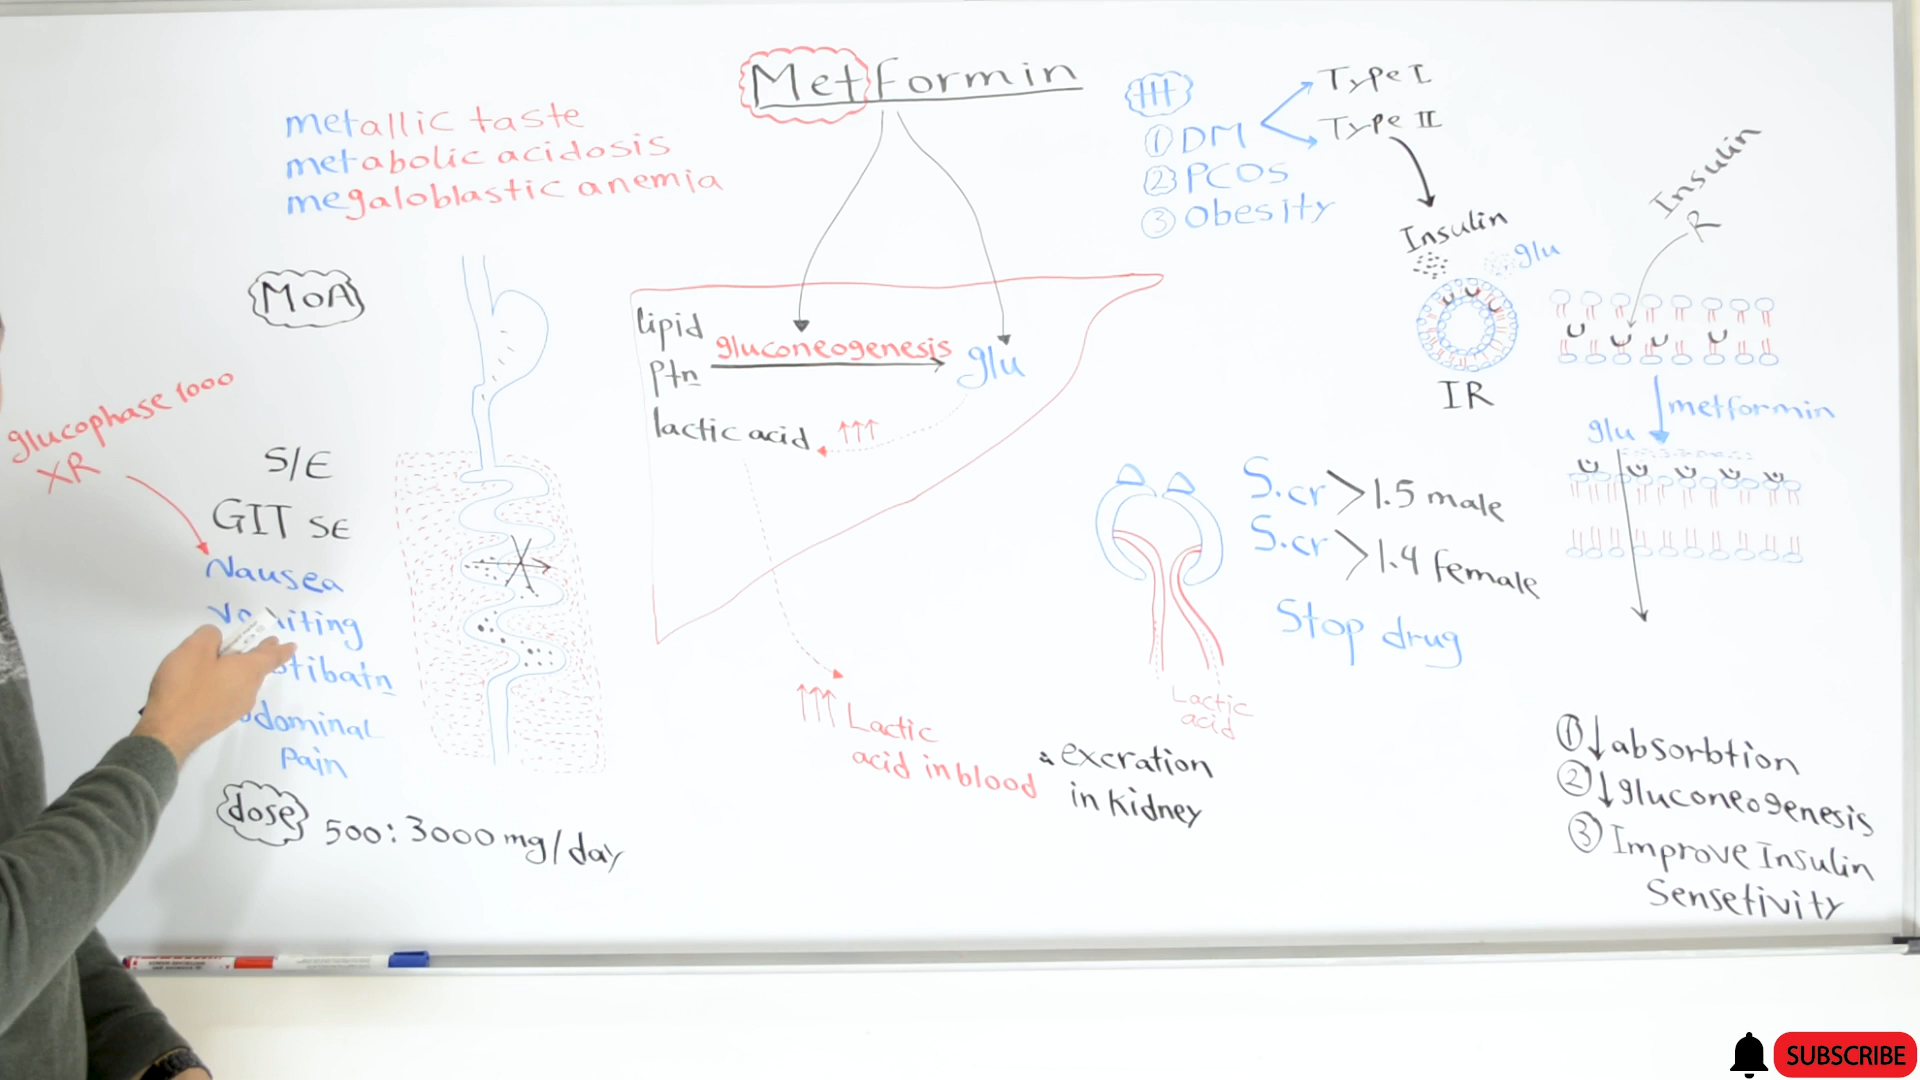 Metformin
metallic taste
metabolic acidosis
megaloblastic anemia
MOA
glucophase 1000
XR
S/E
GIT SE
Nausea
pain
dose
500:3000 mg/day
lipid
ptn
lactic acid ↑↑↑
gluconeogenesis
glu
↑↑↑ Lactic
acid in blood
excration
in kidney
① DM
② PCOS
③ Obesity
Type I
Type II
Insulin
glu
IR
Insulin
R
metformin
glu
S.cr > 1.5 male
S.cr > 1.4 female
Stop drug
Lactic
acid
① ↓ absorbtion
② ↓ gluconeogenesis
③ Improve Insulin
Sensetivity
SUBSCRIBE